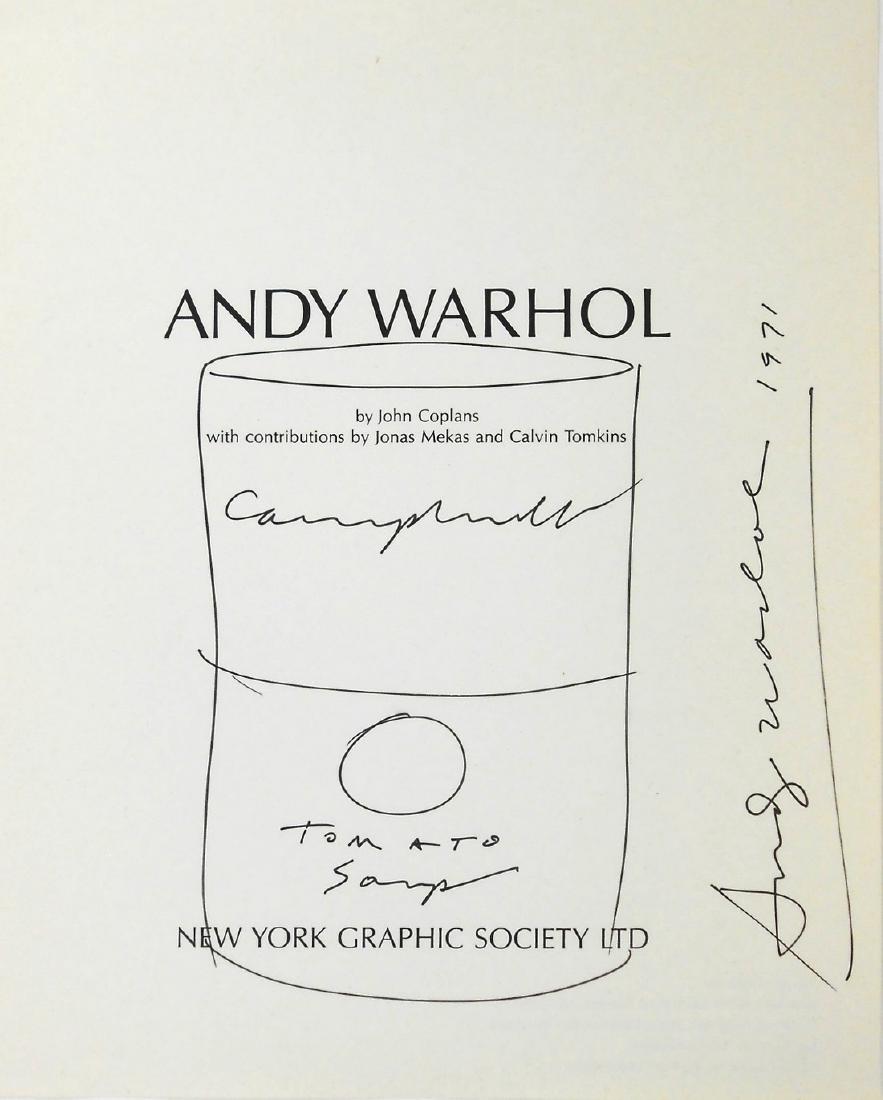 ANDY WARHOL
by John Coplans
with contributions by Jonas Mekas and Calvin Tomkins
Campbell
TOMATO
Soup
NEW YORK GRAPHIC SOCIETY LTD
Andy Warhol 1971